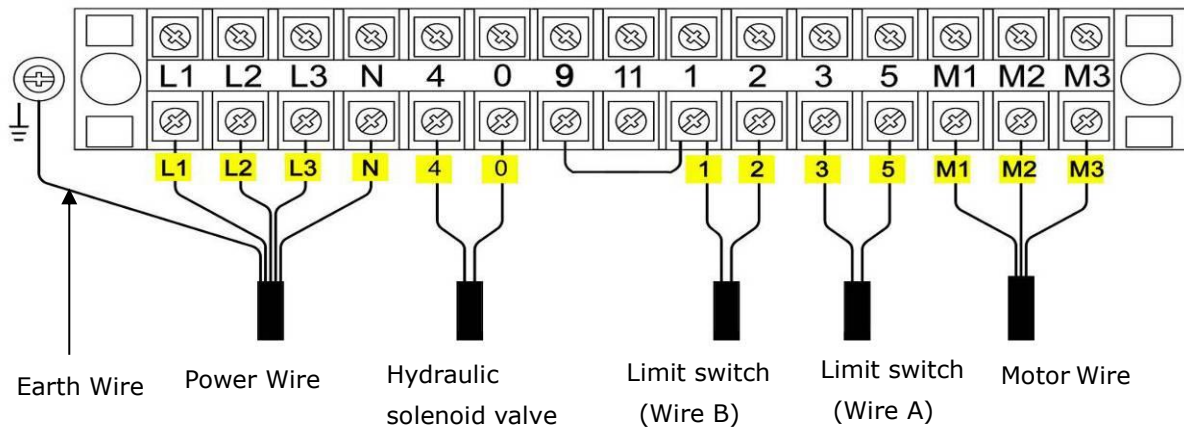 L1 L2 L3 N 4 0 9 11 1 2 3 5 M1 M2 M3
L1 L2 L3 N 4 0 1 2 3 5 M1 M2 M3
Earth Wire
Power Wire
Hydraulic
solenoid valve
Limit switch
(Wire B)
Limit switch
(Wire A)
Motor Wire